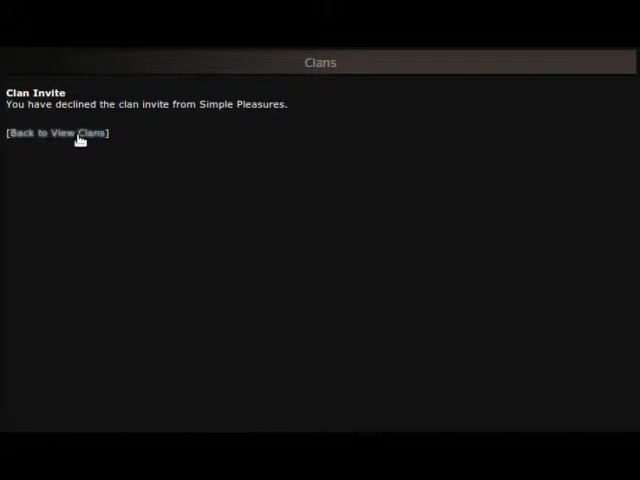 Clans
Clan Invite
You have declined the clan invite from Simple Pleasures.
[Back to View Clans]